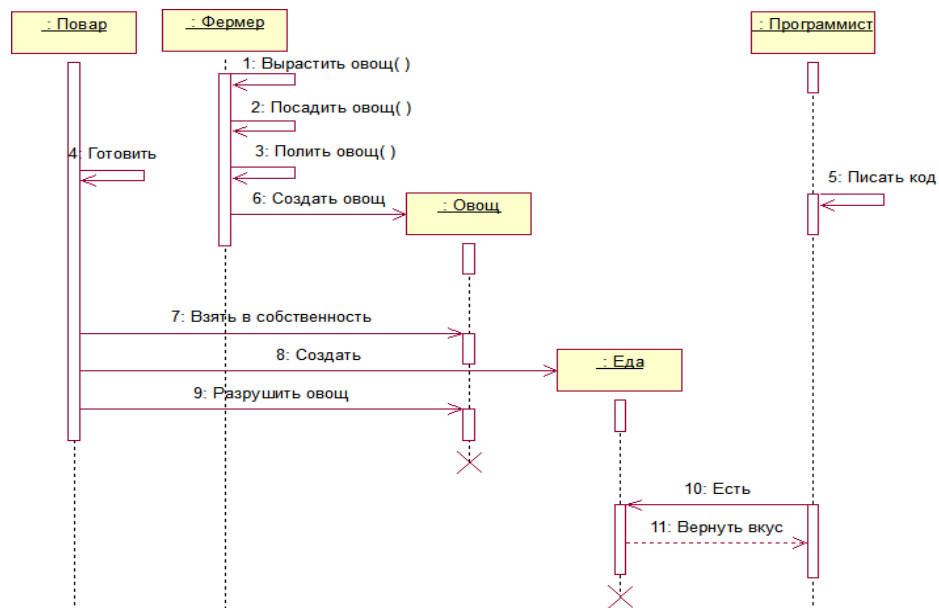 : Повар
: Фермер
: Программист
1: Вырастить овощ( )
2: Посадить овощ( )
3: Полить овощ( )
4: Готовить
5: Писать код
6: Создать овощ
: Овощ
7: Взять в собственность
8: Создать
: Еда
9: Разрушить овощ
10: Есть
11: Вернуть вкус